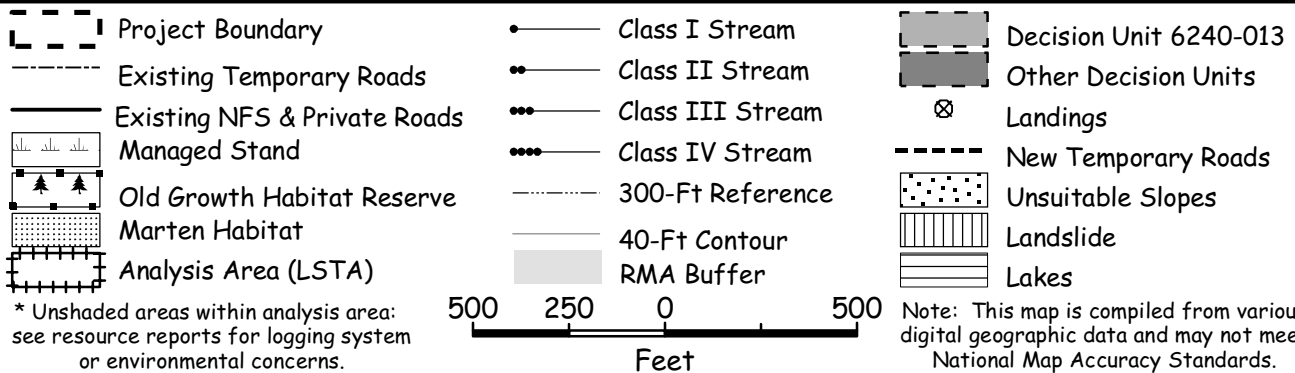 Project Boundary
Existing Temporary Roads
Existing NFS & Private Roads
Managed Stand
Old Growth Habitat Reserve
Marten Habitat
Analysis Area (LSTA)
* Unshaded areas within analysis area:
see resource reports for logging system
or environmental concerns.
Class I Stream
Class II Stream
Class III Stream
Class IV Stream
300-Ft Reference
40-Ft Contour
RMA Buffer
500 250 0 500
Feet
Decision Unit 6240-013
Other Decision Units
Landings
New Temporary Roads
Unsuitable Slopes
Landslide
Lakes
Note: This map is compiled from variou
digital geographic data and may not mee
National Map Accuracy Standards.